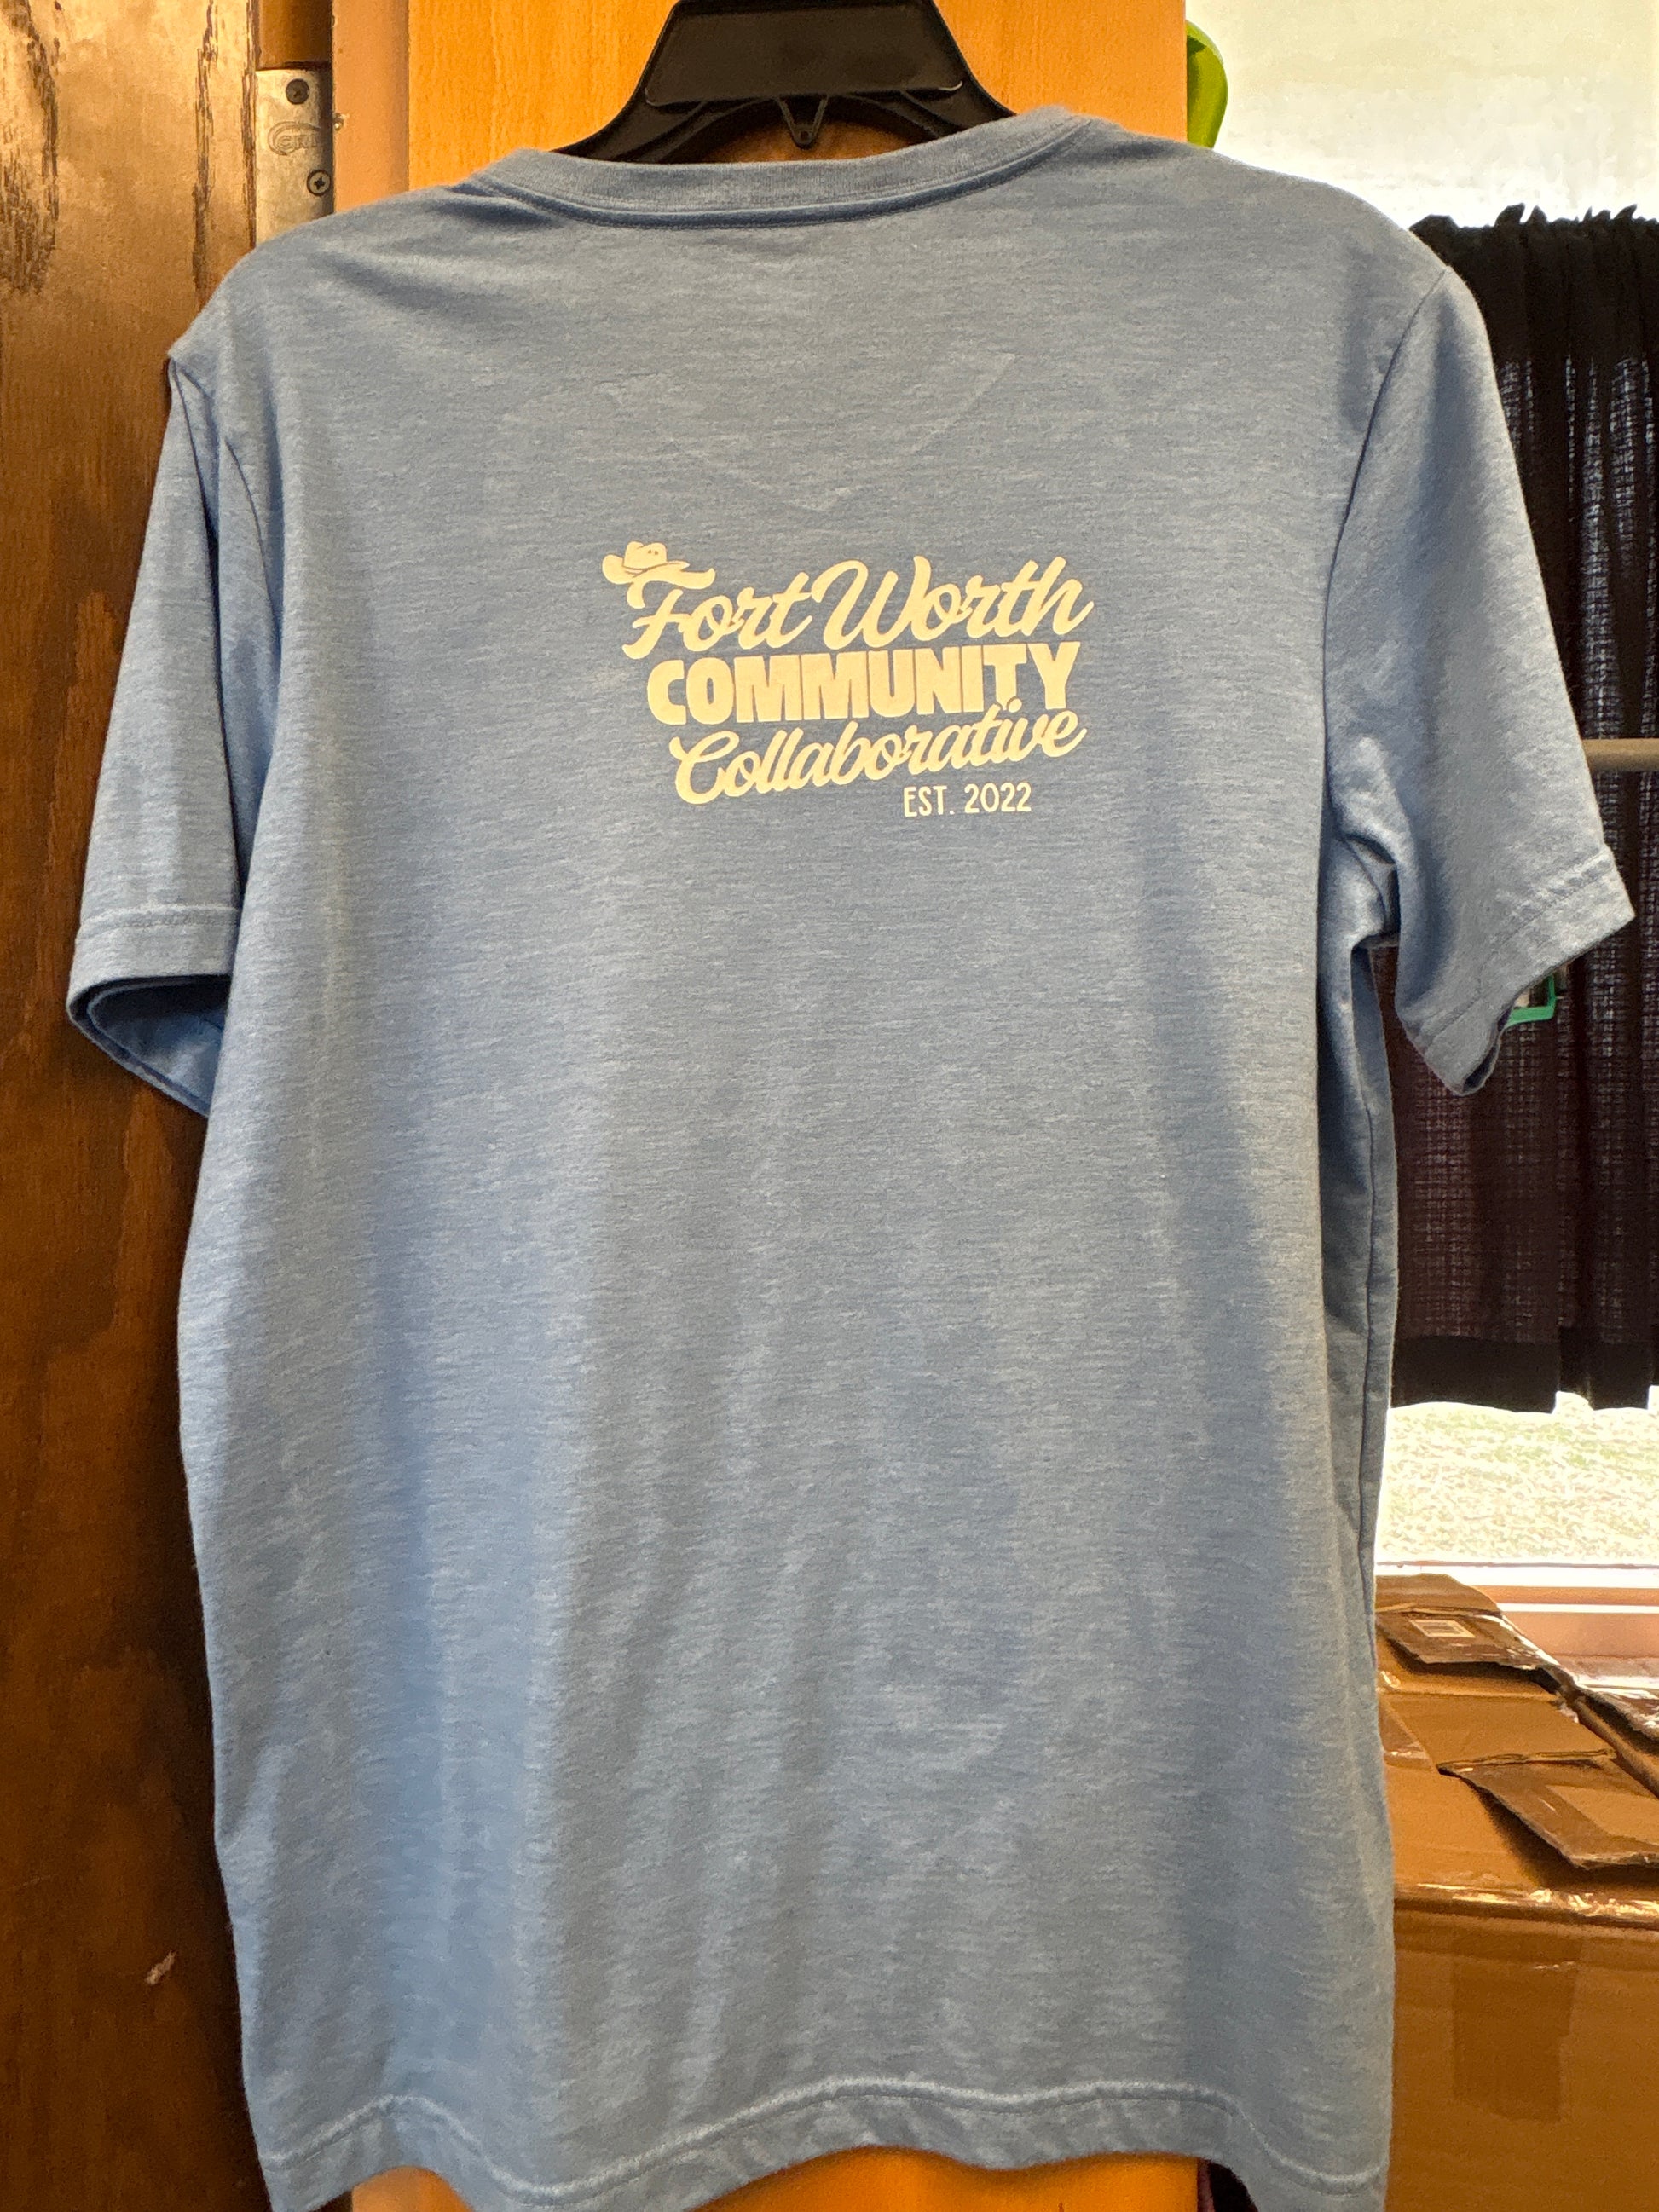 Fort Worth
COMMUNITY
Collaborative
EST. 2022